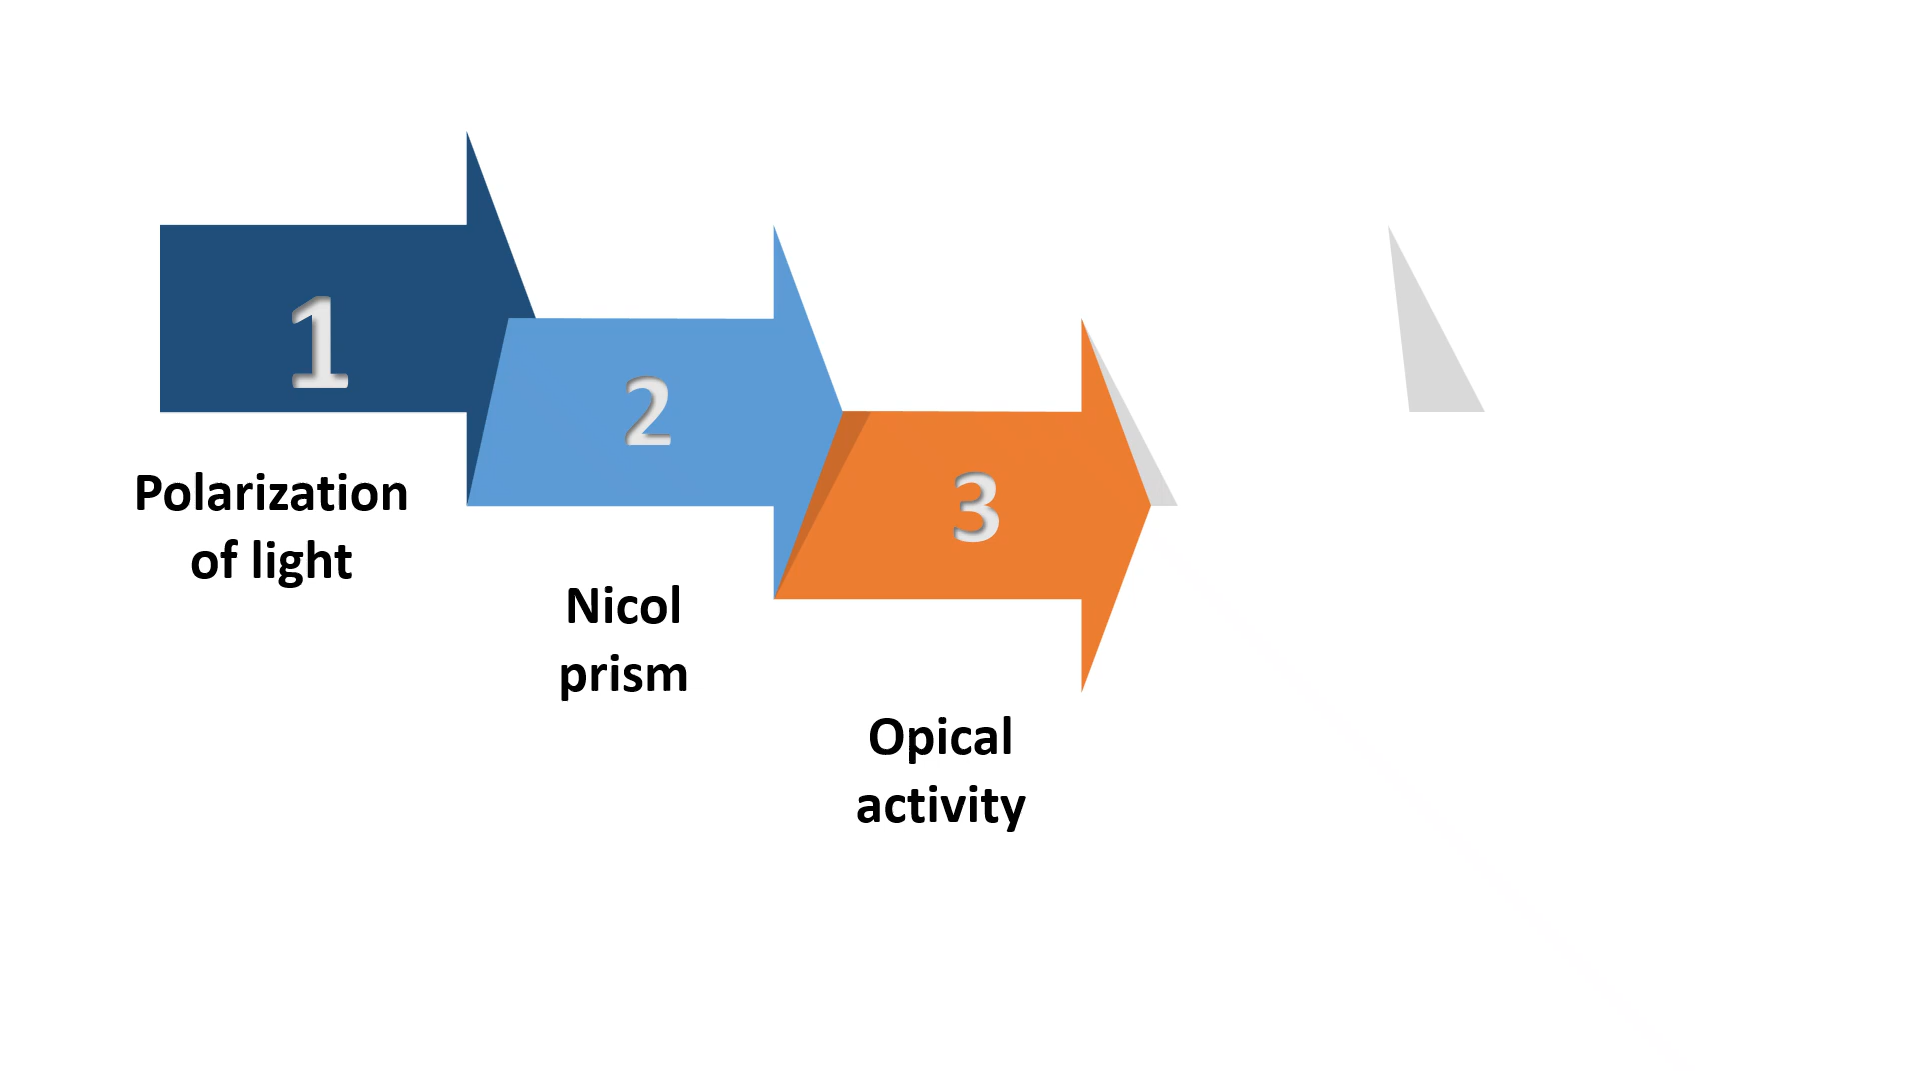 1
Polarization
of light
2
Nicol
prism
3
Opical
activity